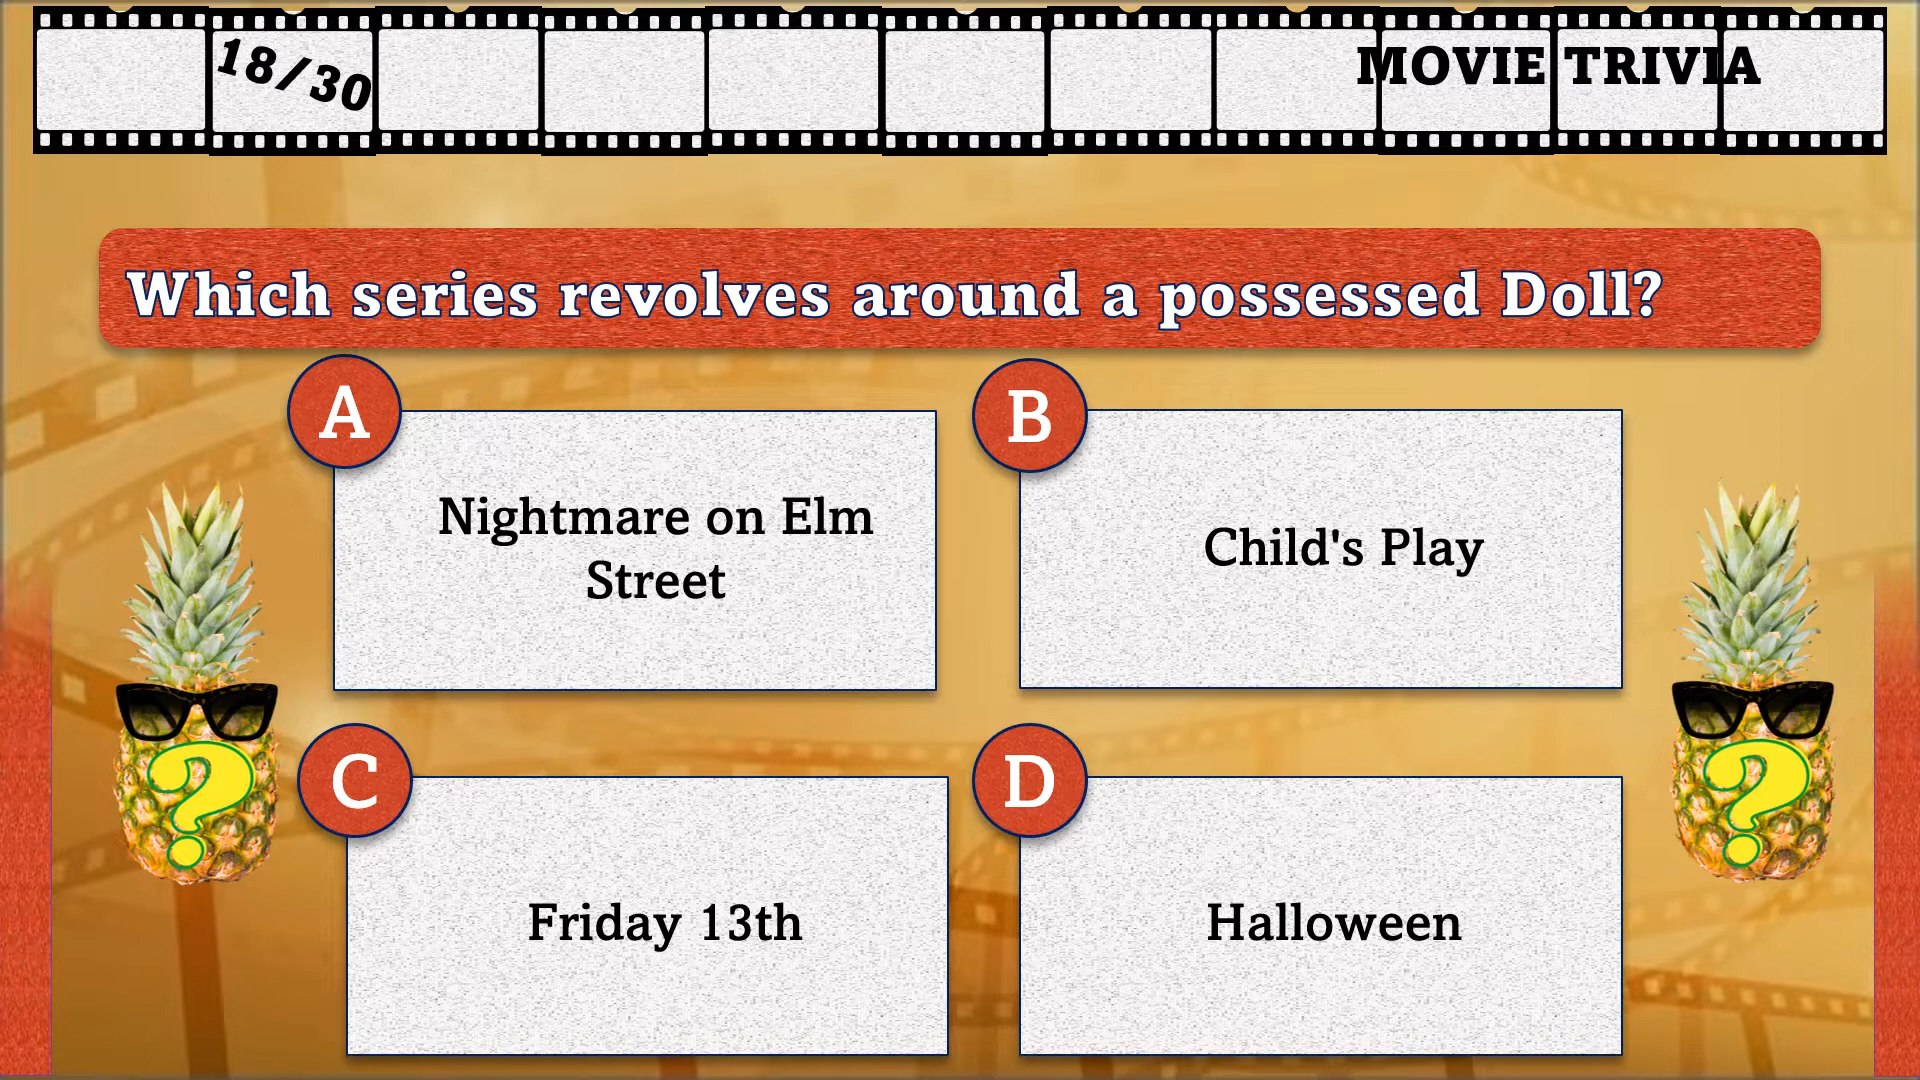 18/30
MOVIE TRIVIA
Which series revolves around a possessed Doll?
A
Nightmare on Elm
Street
B
Child's Play
C
Friday 13th
D
Halloween
?
?